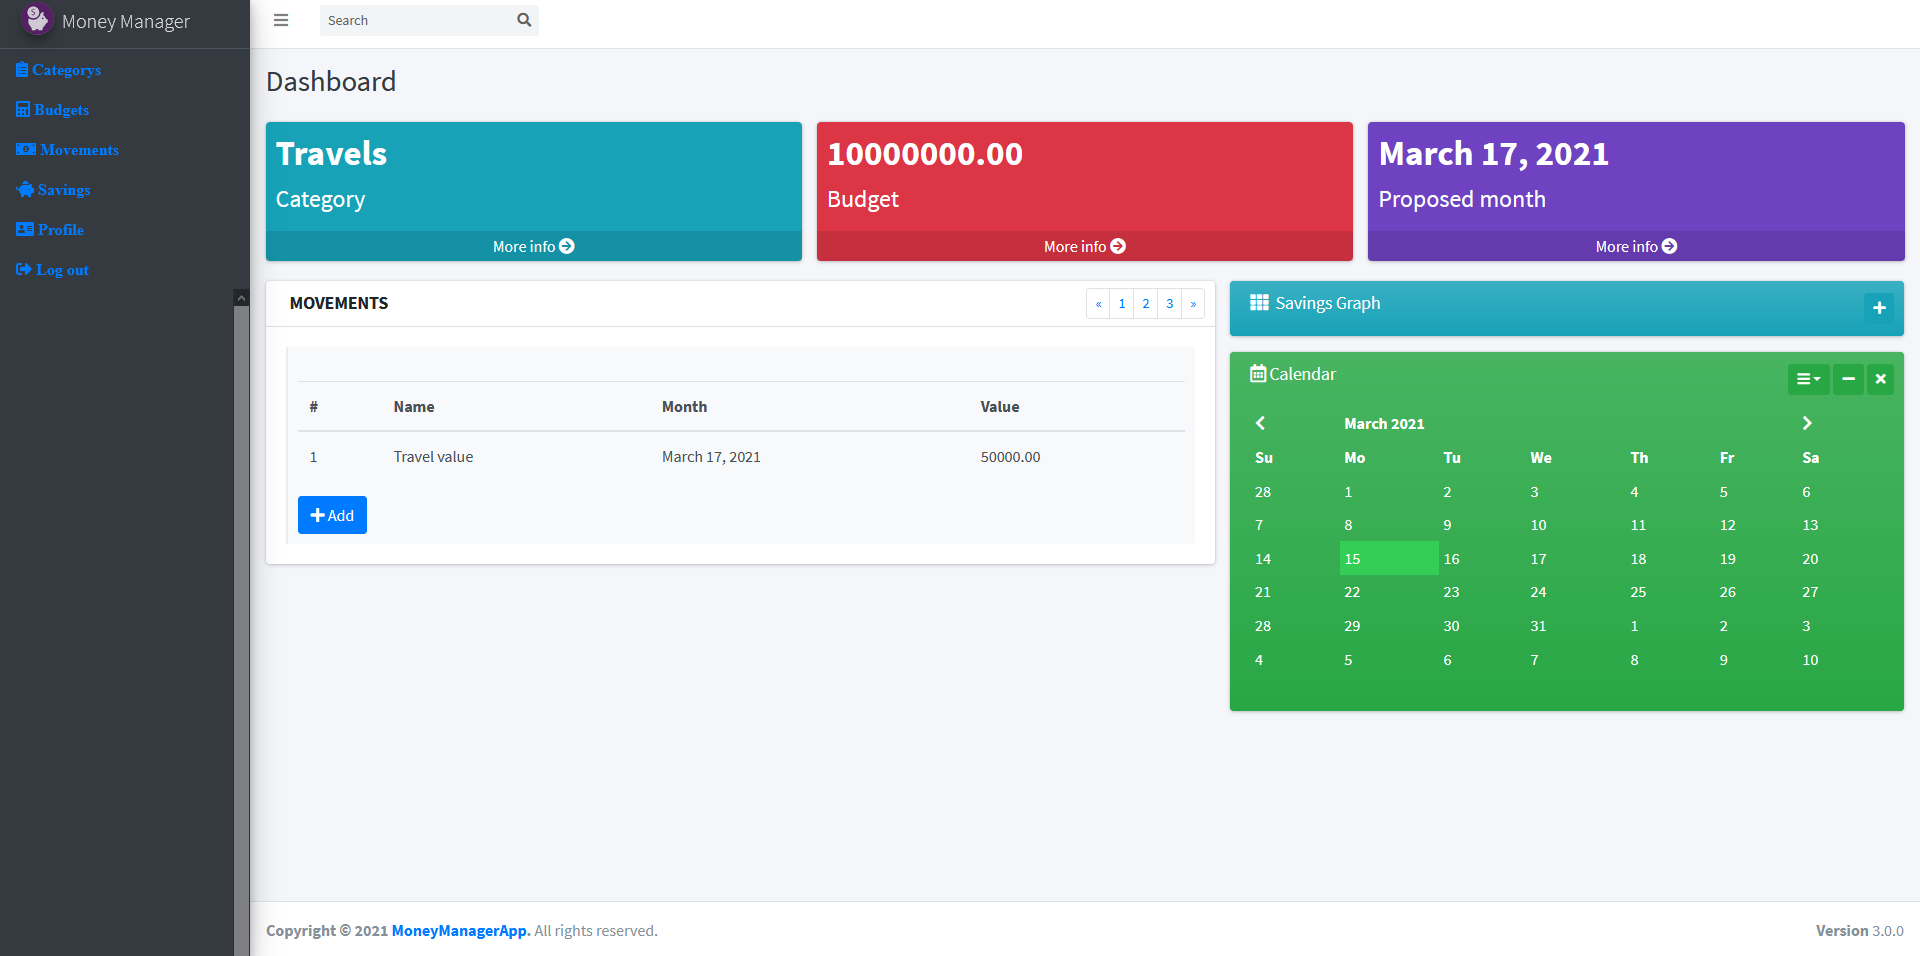 Money Manager
Search
Categorys
Budgets
Movements
Savings
Profile
Log out
Dashboard
Travels
Category
More info
10000000.00
Budget
More info
March 17, 2021
Proposed month
More info
MOVEMENTS
« 1 2 3 »
# Name Month Value
1 Travel value March 17, 2021 50000.00
Add
Savings Graph
Calendar
March 2021
Su Mo Tu We Th Fr Sa
28 1 2 3 4 5 6
7 8 9 10 11 12 13
14 15 16 17 18 19 20
21 22 23 24 25 26 27
28 29 30 31 1 2 3
4 5 6 7 8 9 10
Copyright © 2021 MoneyManagerApp. All rights reserved.
Version 3.0.0